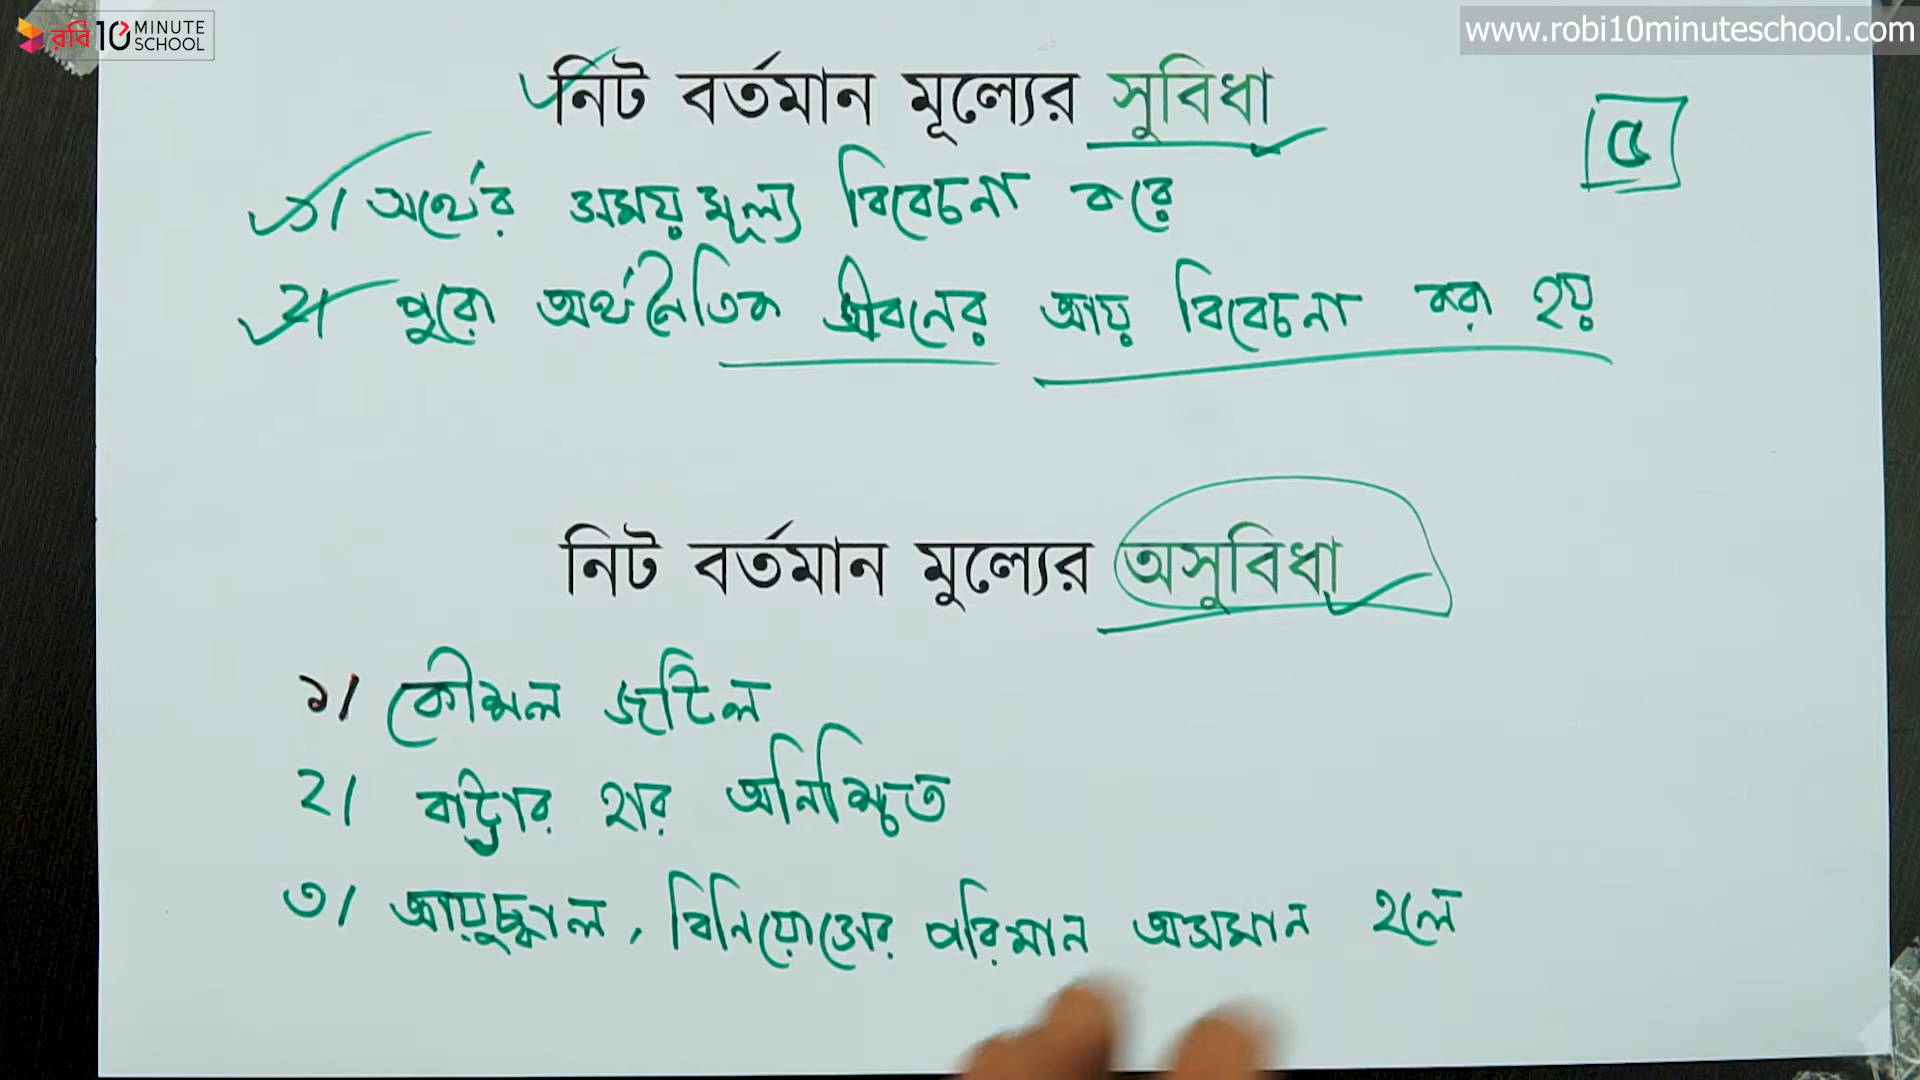 রবি 10 MINUTE SCHOOL
www.robi10minuteschool.com
নিট বর্তমান মূল্যের সুবিধা
৫
১। অর্থের সময় মূল্য বিবেচনা করে
২। পুরো অর্থনৈতিক জীবনের আয় বিবেচনা করা হয়
নিট বর্তমান মুল্যের অসুবিধা
১। কৌশল জটিল
২। বাট্টার হার অনিশ্চিত
৩। আয়ুষ্কাল, বিনিয়োগের পরিমান অসমান হলে